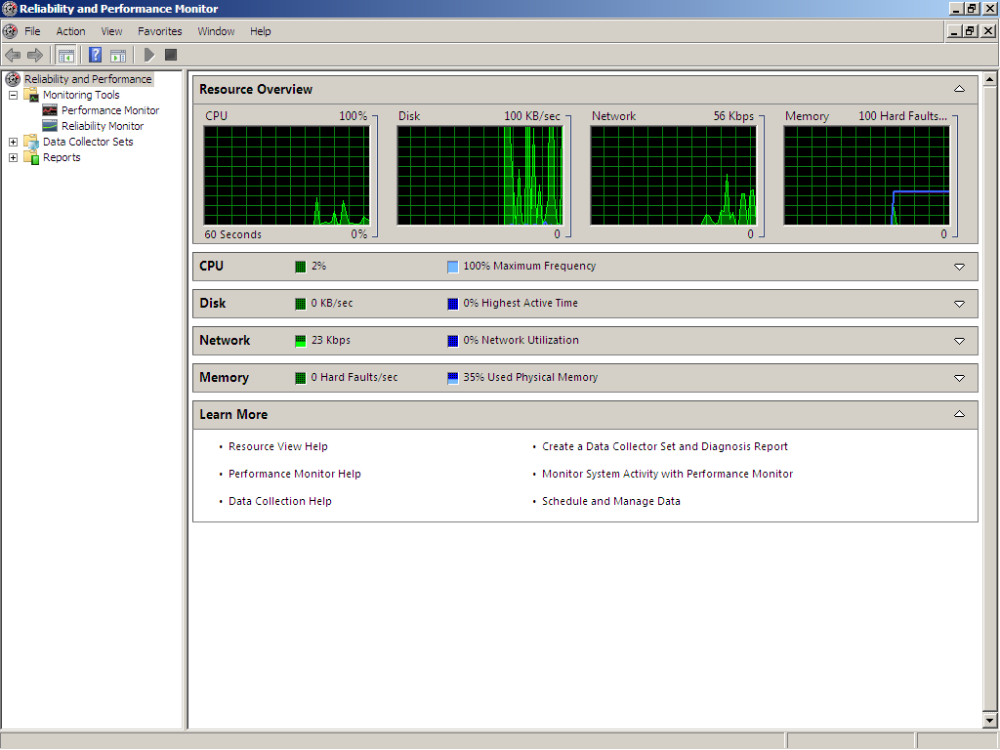 Reliability and Performance Monitor
File Action View Favorites Window Help
?
Reliability and Performance
Monitoring Tools
Performance Monitor
Reliability Monitor
Data Collector Sets
Reports
Resource Overview
CPU 100%
60 Seconds 0%
Disk 100 KB/sec
0
Network 56 Kbps
0
Memory 100 Hard Faults...
0
CPU 2% 100% Maximum Frequency
Disk 0 KB/sec 0% Highest Active Time
Network 23 Kbps 0% Network Utilization
Memory 0 Hard Faults/sec 35% Used Physical Memory
Learn More
• Resource View Help
• Performance Monitor Help
• Data Collection Help
• Create a Data Collector Set and Diagnosis Report
• Monitor System Activity with Performance Monitor
• Schedule and Manage Data